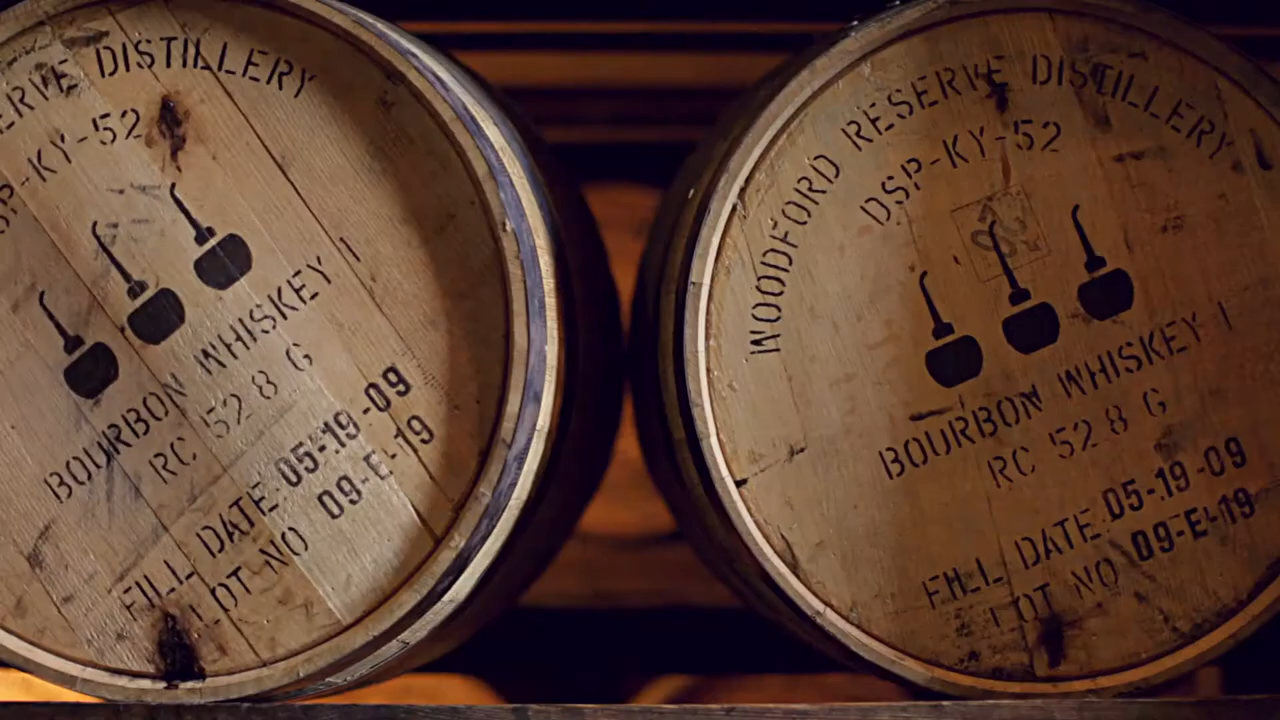 ERVE DISTILLERY
SP-KY-52
BOURBON WHISKEY 1
RC 52 8 G
FILL DATE 05-19-09
LOT NO 09-E-19
WOODFORD RESERVE DISTILLERY
DSP-KY-52
BOURBON WHISKEY 1
RC 52 8 G
FILL DATE 05-19-09
LOT NO 09-E-19